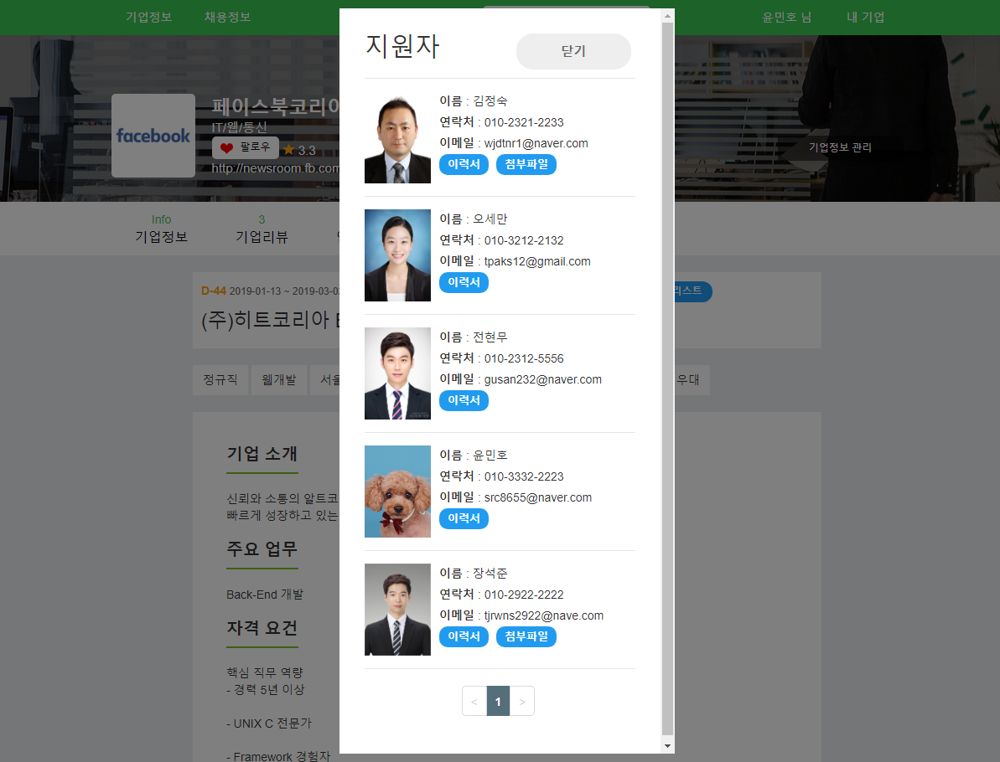 기업정보 채용정보 윤민호 님 내 기업
facebook
페이스북코리아
IT/웹/통신
팔로우 3.3
http://newsroom.fb.com
기업정보 관리
Info
기업정보
3
기업리뷰
D-44 2019-01-13 ~ 2019-03-0
리스트
(주)히트코리아
정규직 웹개발 서울 우대
기업 소개
신뢰와 소통의 알트코
빠르게 성장하고 있는
주요 업무
Back-End 개발
자격 요건
핵심 직무 역량
- 경력 5년 이상
- UNIX C 전문가
- Framework 경험자
지원자 닫기
이름 : 김정숙
연락처 : 010-2321-2233
이메일 : wjdtnr1@naver.com
이력서 첨부파일
이름 : 오세만
연락처 : 010-3212-2132
이메일 : tpaks12@gmail.com
이력서
이름 : 전현무
연락처 : 010-2312-5556
이메일 : gusan232@naver.com
이력서
이름 : 윤민호
연락처 : 010-3332-2223
이메일 : src8655@naver.com
이력서
이름 : 장석준
연락처 : 010-2922-2222
이메일 : tjrwns2922@nave.com
이력서 첨부파일
< 1 >